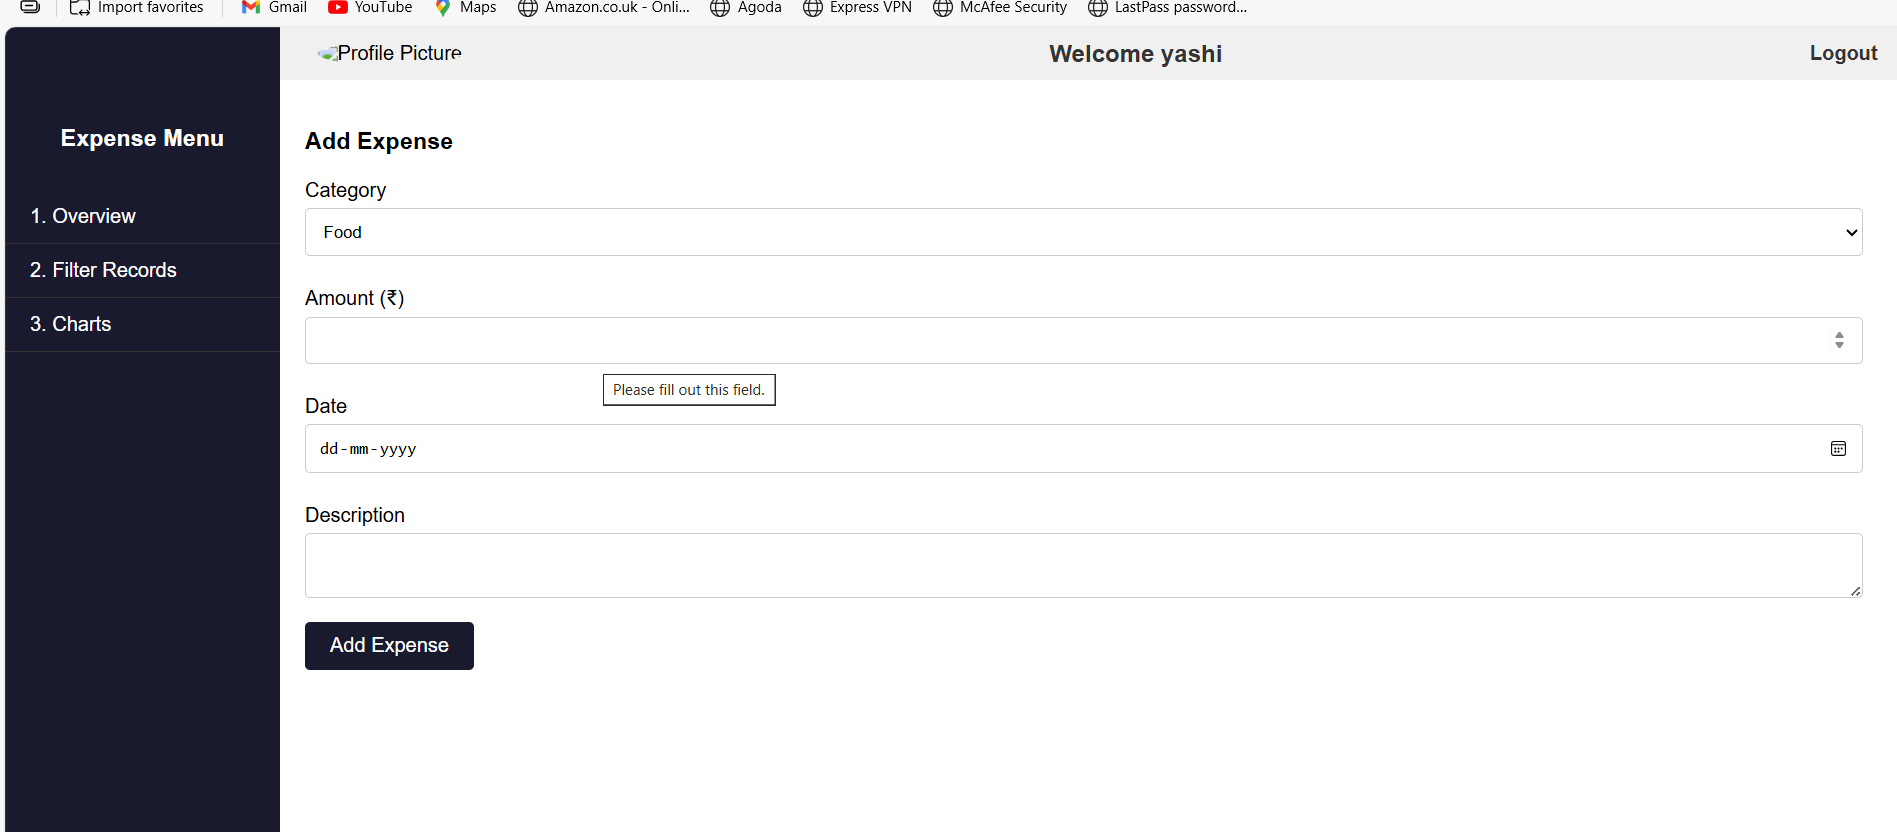 Import favorites Gmail YouTube Maps Amazon.co.uk - Onli... Agoda Express VPN McAfee Security LastPass password...
Profile Picture Welcome yashi Logout
Expense Menu
1. Overview
2. Filter Records
3. Charts
Add Expense
Category
Food
Amount (₹)
Please fill out this field.
Date
dd-mm-yyyy
Description
Add Expense